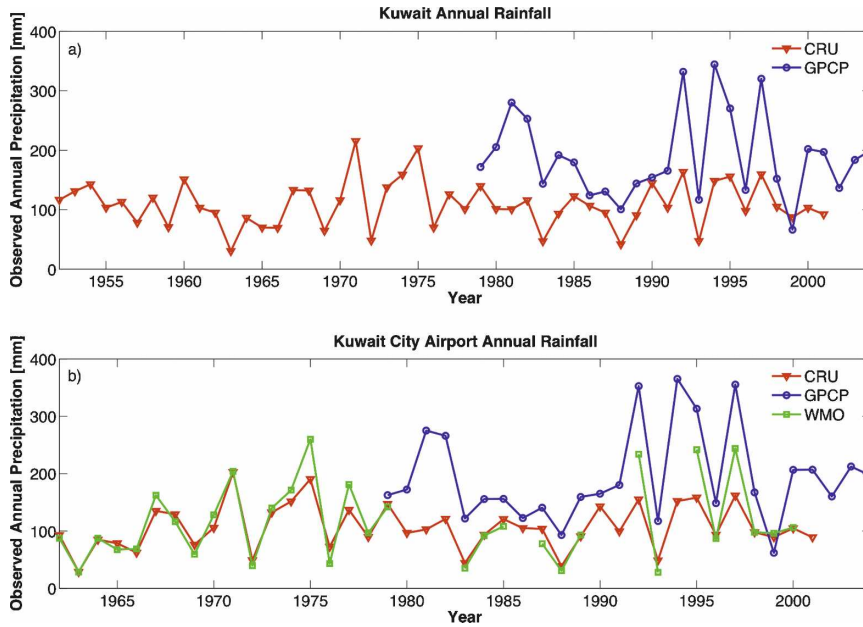 Kuwait Annual Rainfall
a)
CRU
GPCP
Observed Annual Precipitation [mm]
400
300
200
100
0
1955 1960 1965 1970 1975 1980 1985 1990 1995 2000
Year
Kuwait City Airport Annual Rainfall
b)
CRU
GPCP
WMO
Observed Annual Precipitation [mm]
400
300
200
100
0
1965 1970 1975 1980 1985 1990 1995 2000
Year